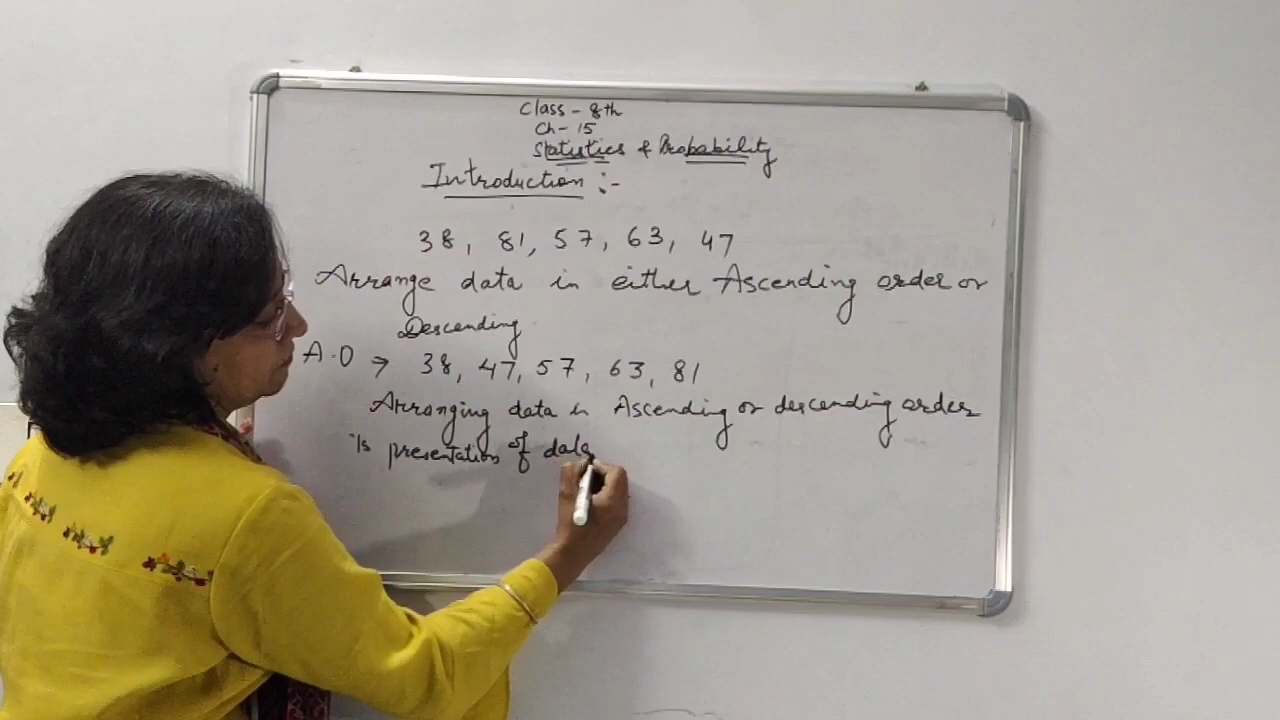 Class - 8th
Ch - 15
Statistics & Probability
Introduction :-
38, 81, 57, 63, 47
Arrange data in either Ascending order or
Descending
A.O → 38, 47, 57, 63, 81
Arranging data in Ascending or descending order
is presentation of data